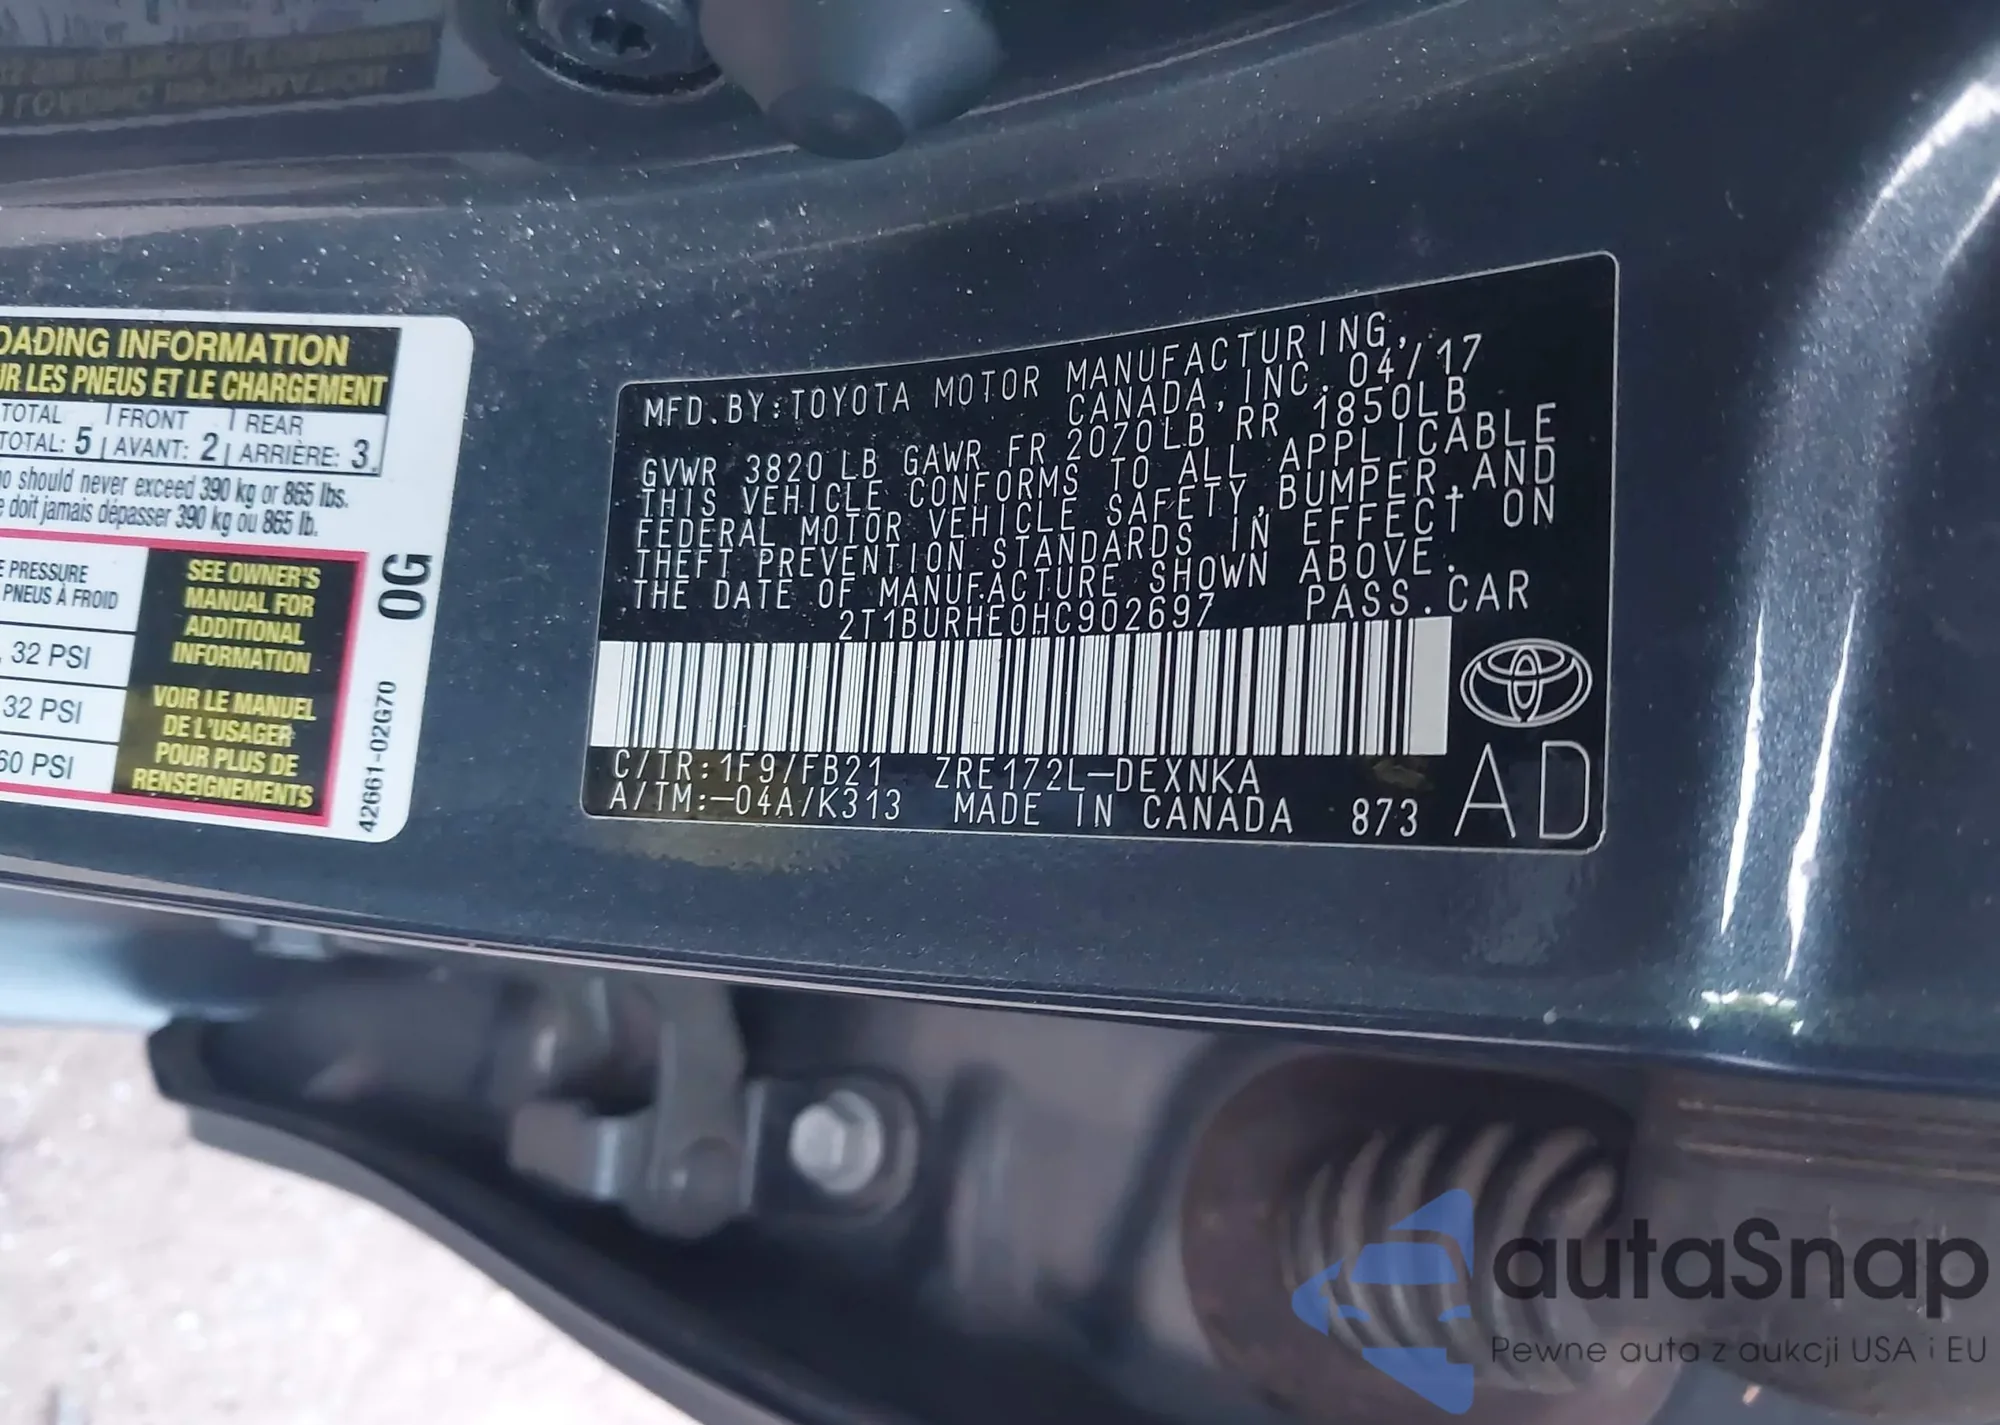 OADING INFORMATION
UR LES PNEUS ET LE CHARGEMENT
TOTAL | FRONT | REAR
TOTAL: 5 | AVANT: 2 | ARRIÈRE: 3
should never exceed 390 kg or 865 lbs.
doit jamais dépasser 390 kg ou 865 lb.
PRESSURE
PNEUS À FROID
32 PSI
32 PSI
60 PSI
SEE OWNER'S
MANUAL FOR
ADDITIONAL
INFORMATION
VOIR LE MANUEL
DE L'USAGER
POUR PLUS DE
RENSEIGNEMENTS
0G
42661-02G70
MFD. BY: TOYOTA MOTOR MANUFACTURING,
CANADA, INC. 04/17
GVWR 3820 LB GAWR FR 2070LB RR 1850LB
THIS VEHICLE CONFORMS TO ALL APPLICABLE
FEDERAL MOTOR VEHICLE SAFETY, BUMPER, AND
THEFT PREVENTION STANDARDS IN EFFECT ON
THE DATE OF MANUFACTURE SHOWN ABOVE.
2T1BURHE0HC902697 PASS. CAR
C/TR: 1F9/FB21 ZRE172L-DEXNKA
A/TM:-04A/K313 MADE IN CANADA 873
AD
autaSnap
Pewne auta z aukcji USA i EU